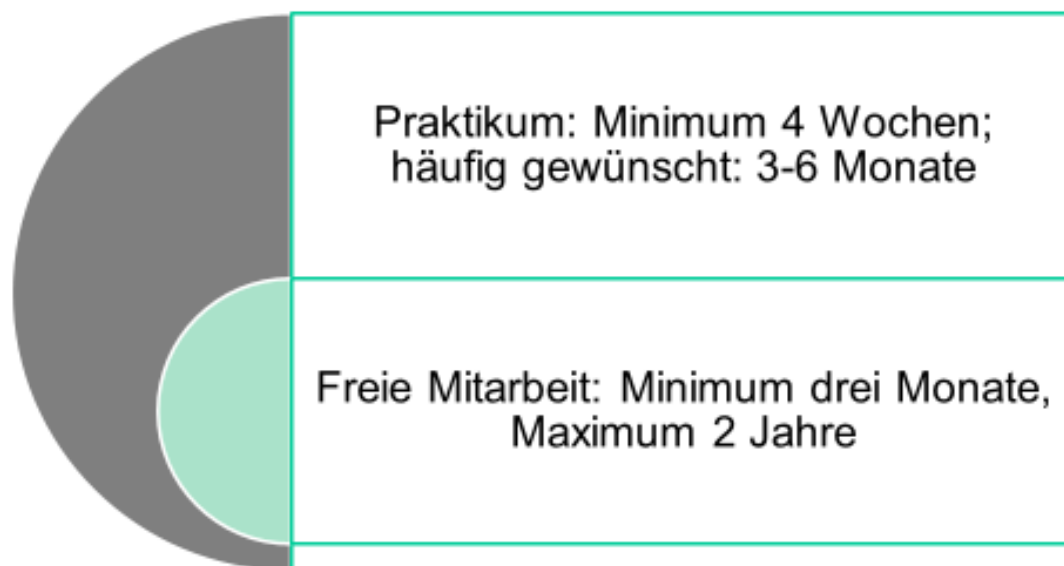 Praktikum: Minimum 4 Wochen;
häufig gewünscht: 3-6 Monate
Freie Mitarbeit: Minimum drei Monate,
Maximum 2 Jahre